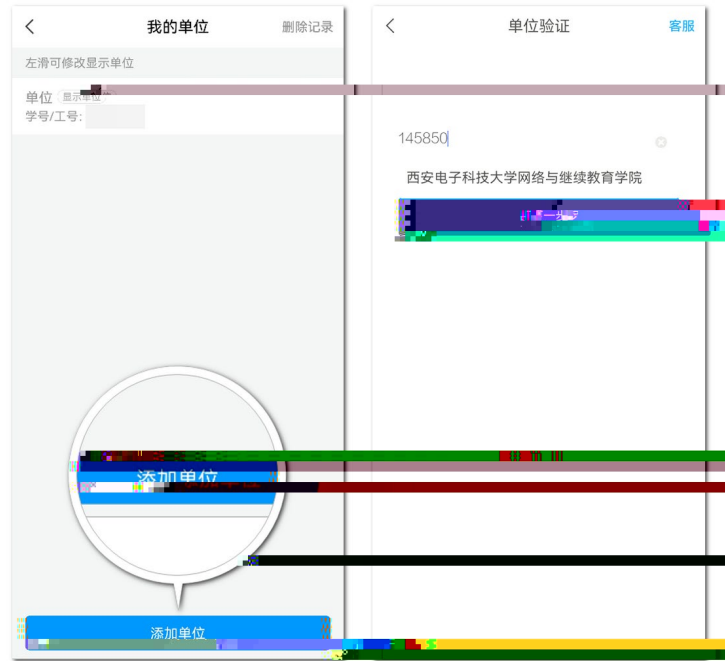 我的单位
删除记录
左滑可修改显示单位
单位 显示单位
学号/工号:
添加单位
添加单位
单位验证
客服
145850
西安电子科技大学网络与继续教育学院